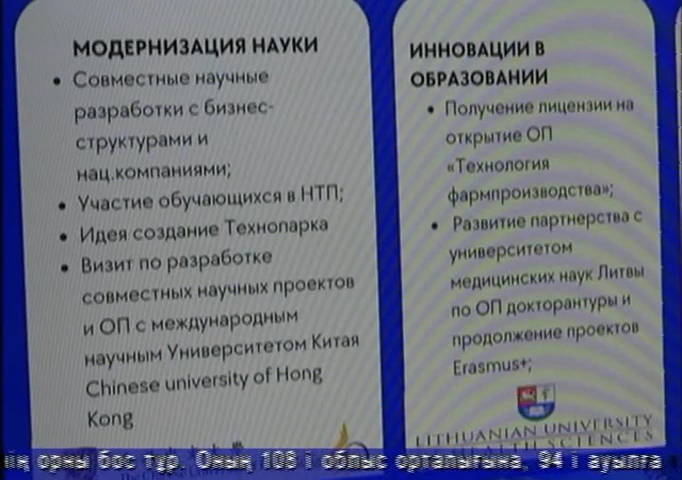 МОДЕРНИЗАЦИЯ НАУКИ
• Совместные научные
разработки с бизнес-
структурами и
нац.компаниями;
• Участие обучающихся в НТП;
• Идея создание Технопарка
• Визит по разработке
совместных научных проектов
и ОП с международным
научным Университетом Китая
Chinese university of Hong
Kong
ИННОВАЦИИ В
ОБРАЗОВАНИИ
• Получение лицензии на
открытие ОП
«Технология
фармпроизводства»;
• Развитие партнерства с
университетом
медицинских наук Литвы
по ОП докторантуры и
продолжение проектов
Erasmus+;
LITHUANIAN UNIVERSITY
HEALTH SCIENCES
ің орны бос тұр. Оның 108 і облыс орталығына, 94 і ауылға